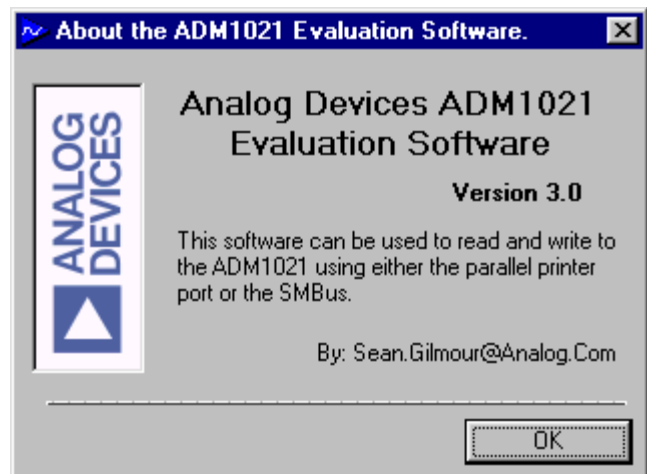 About the ADM1021 Evaluation Software.
ANALOG
DEVICES
Analog Devices ADM1021
Evaluation Software
Version 3.0
This software can be used to read and write to
the ADM1021 using either the parallel printer
port or the SMBus.
By: Sean.Gilmour@Analog.Com
OK